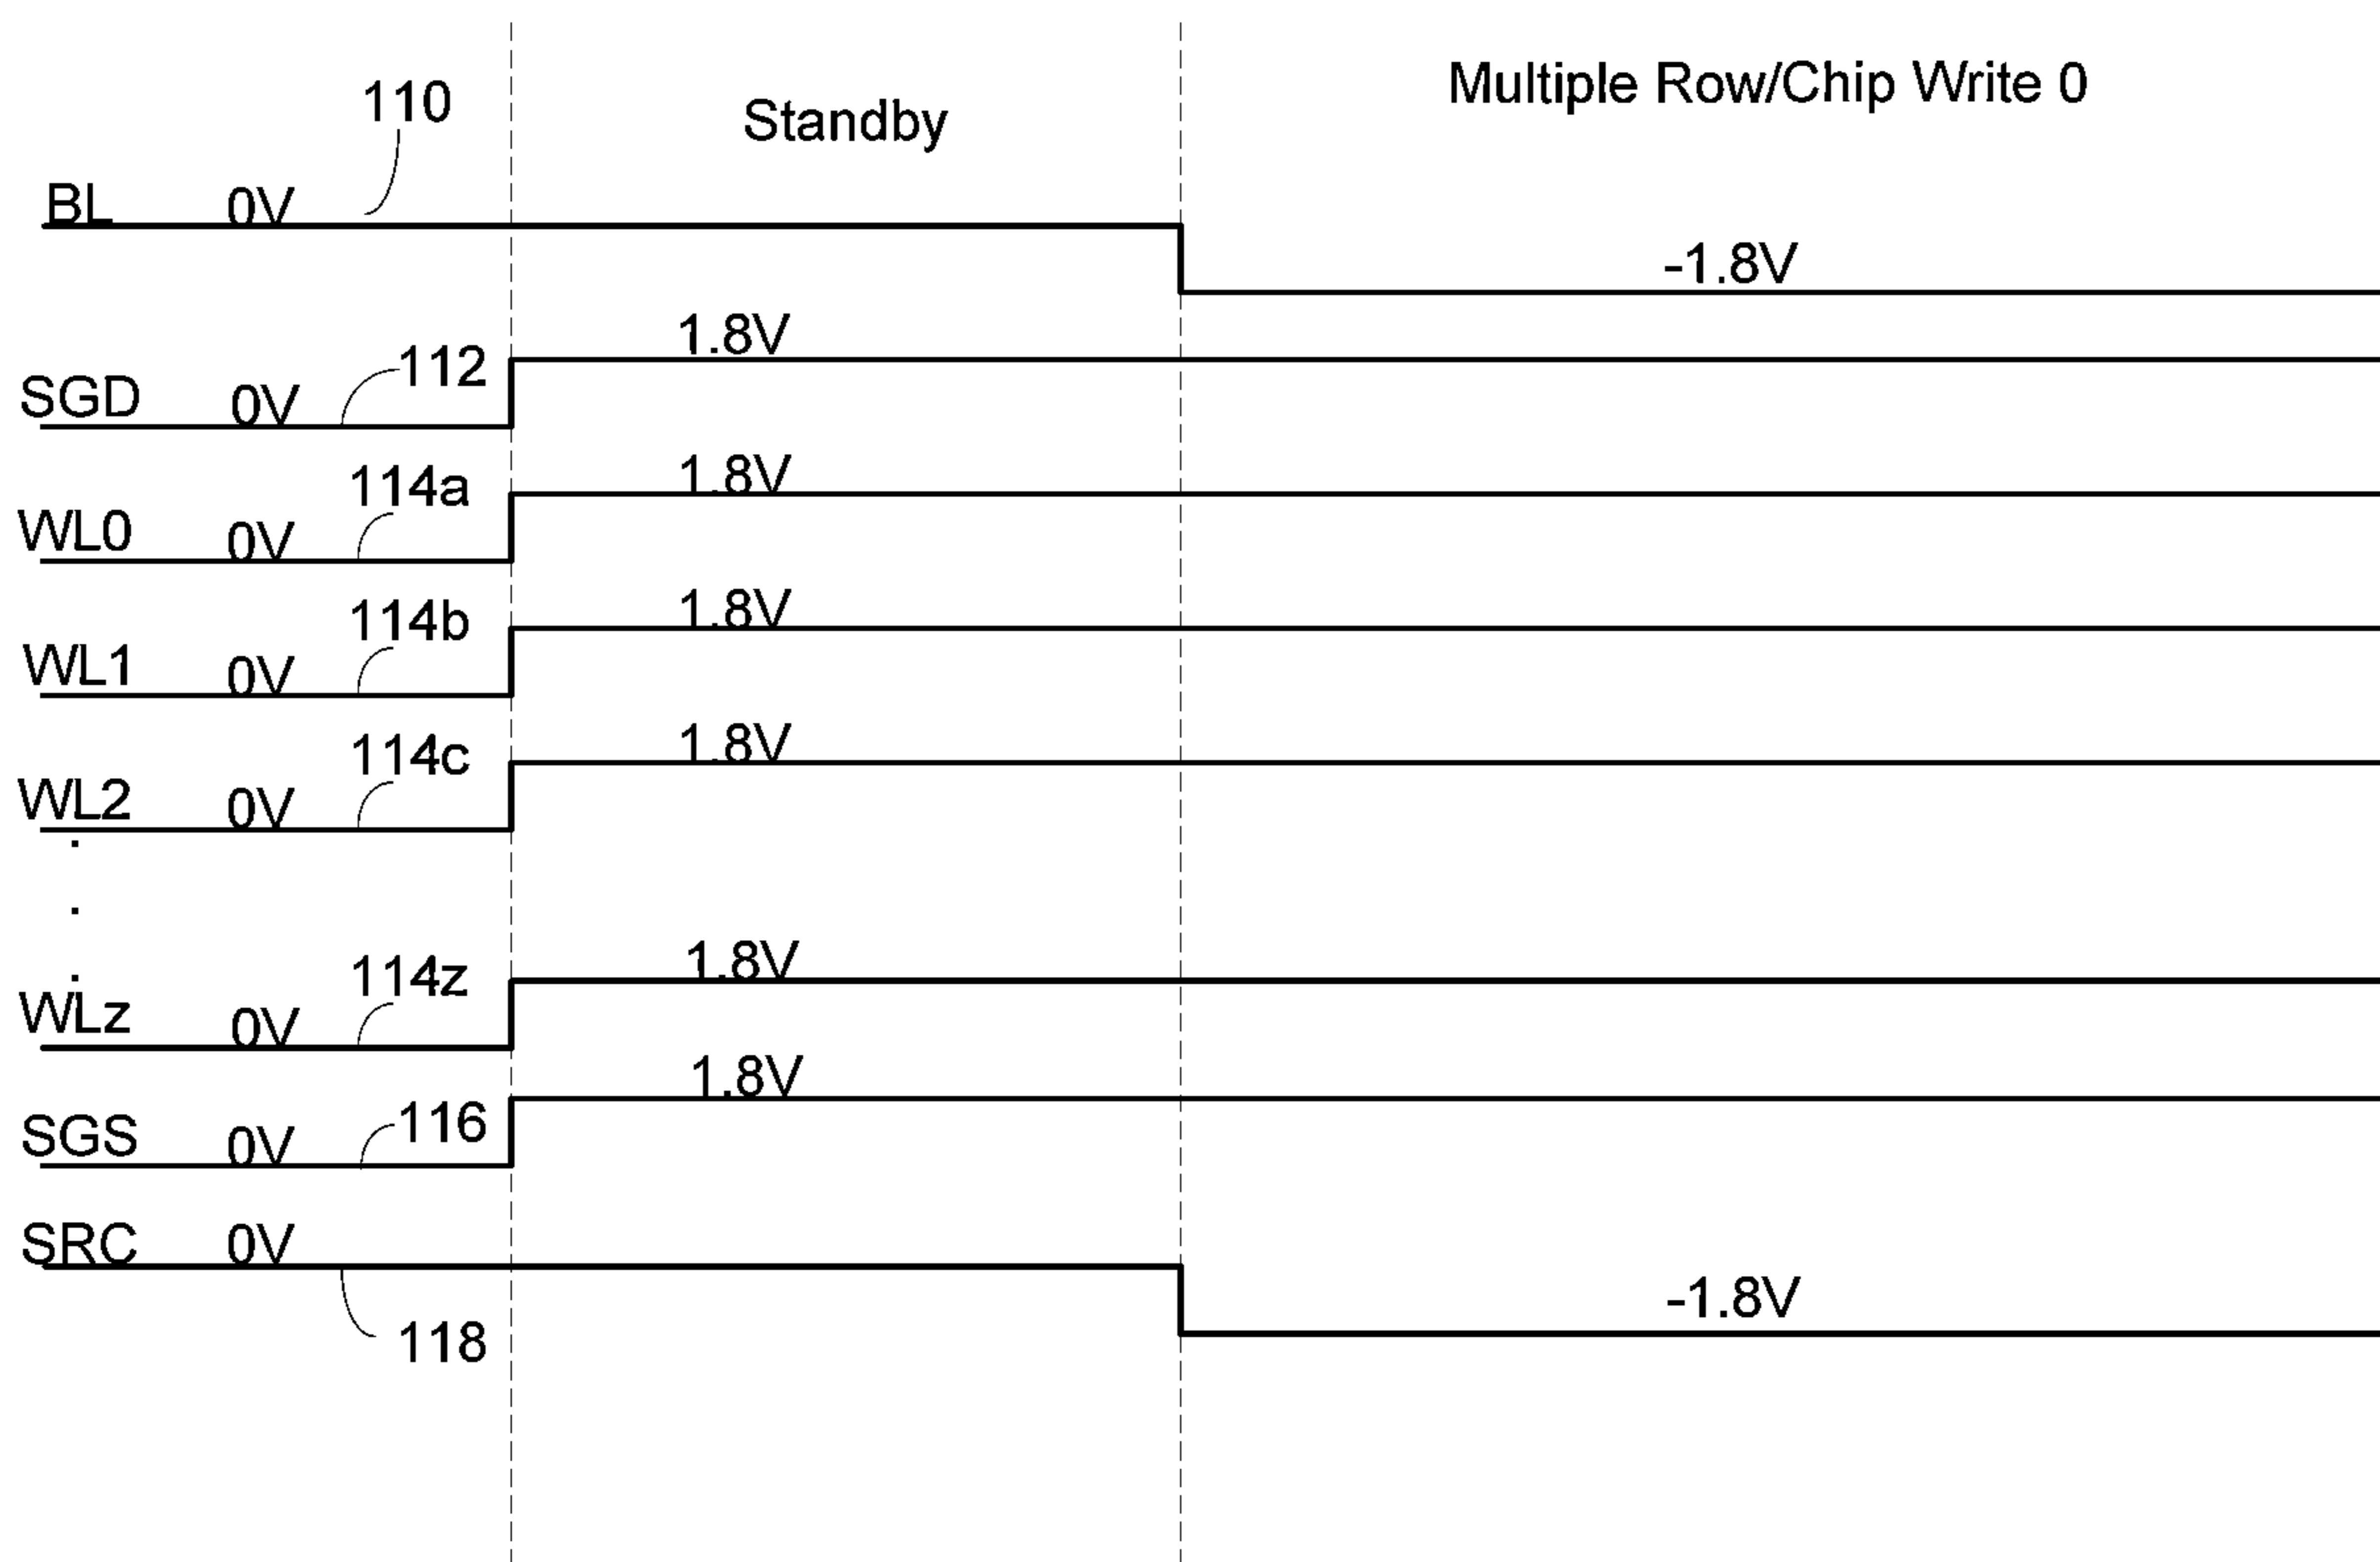 Multiple Row/Chip Write 0
110
Standby
BL 0V
-1.8V
1.8V
SGD 0V 112
1.8V
114a
WL0 0V
1.8V
114b
WL1 0V
1.8V
114c
WL2 0V
.
.
.
1.8V
114z
WLz 0V
1.8V
SGS 0V 116
SRC 0V
-1.8V
118